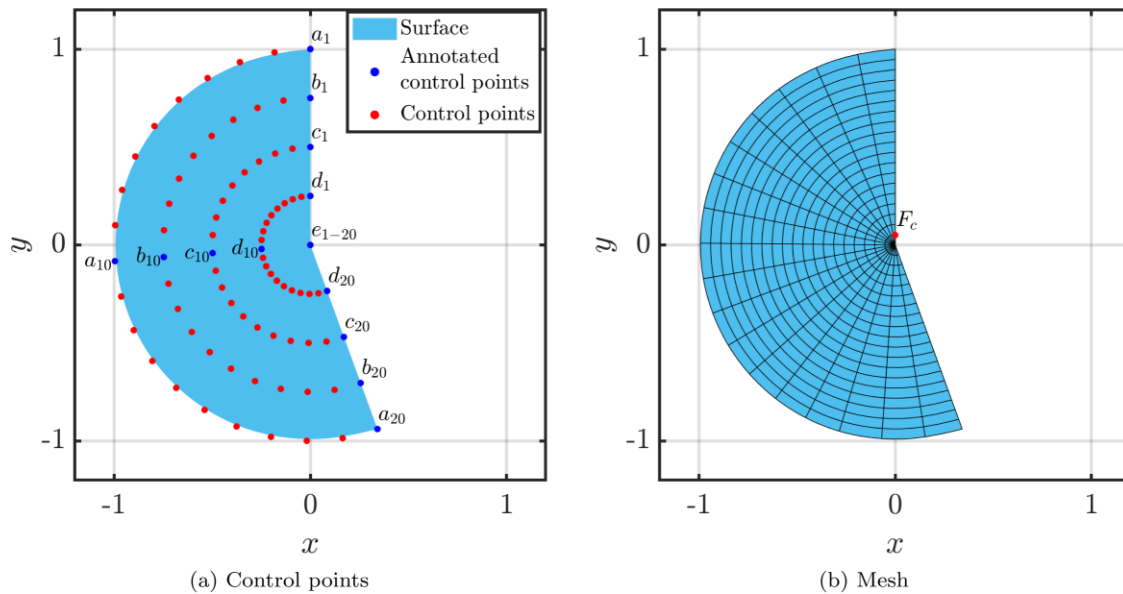 Surface
Annotated
control points
Control points
a₁
b₁
c₁
d₁
e₁₋₂₀
a₁₀
b₁₀
c₁₀
d₁₀
d₂₀
c₂₀
b₂₀
a₂₀
1
0
-1
y
-1 0 1
x
(a) Control points
F_c
1
0
-1
y
-1 0 1
x
(b) Mesh